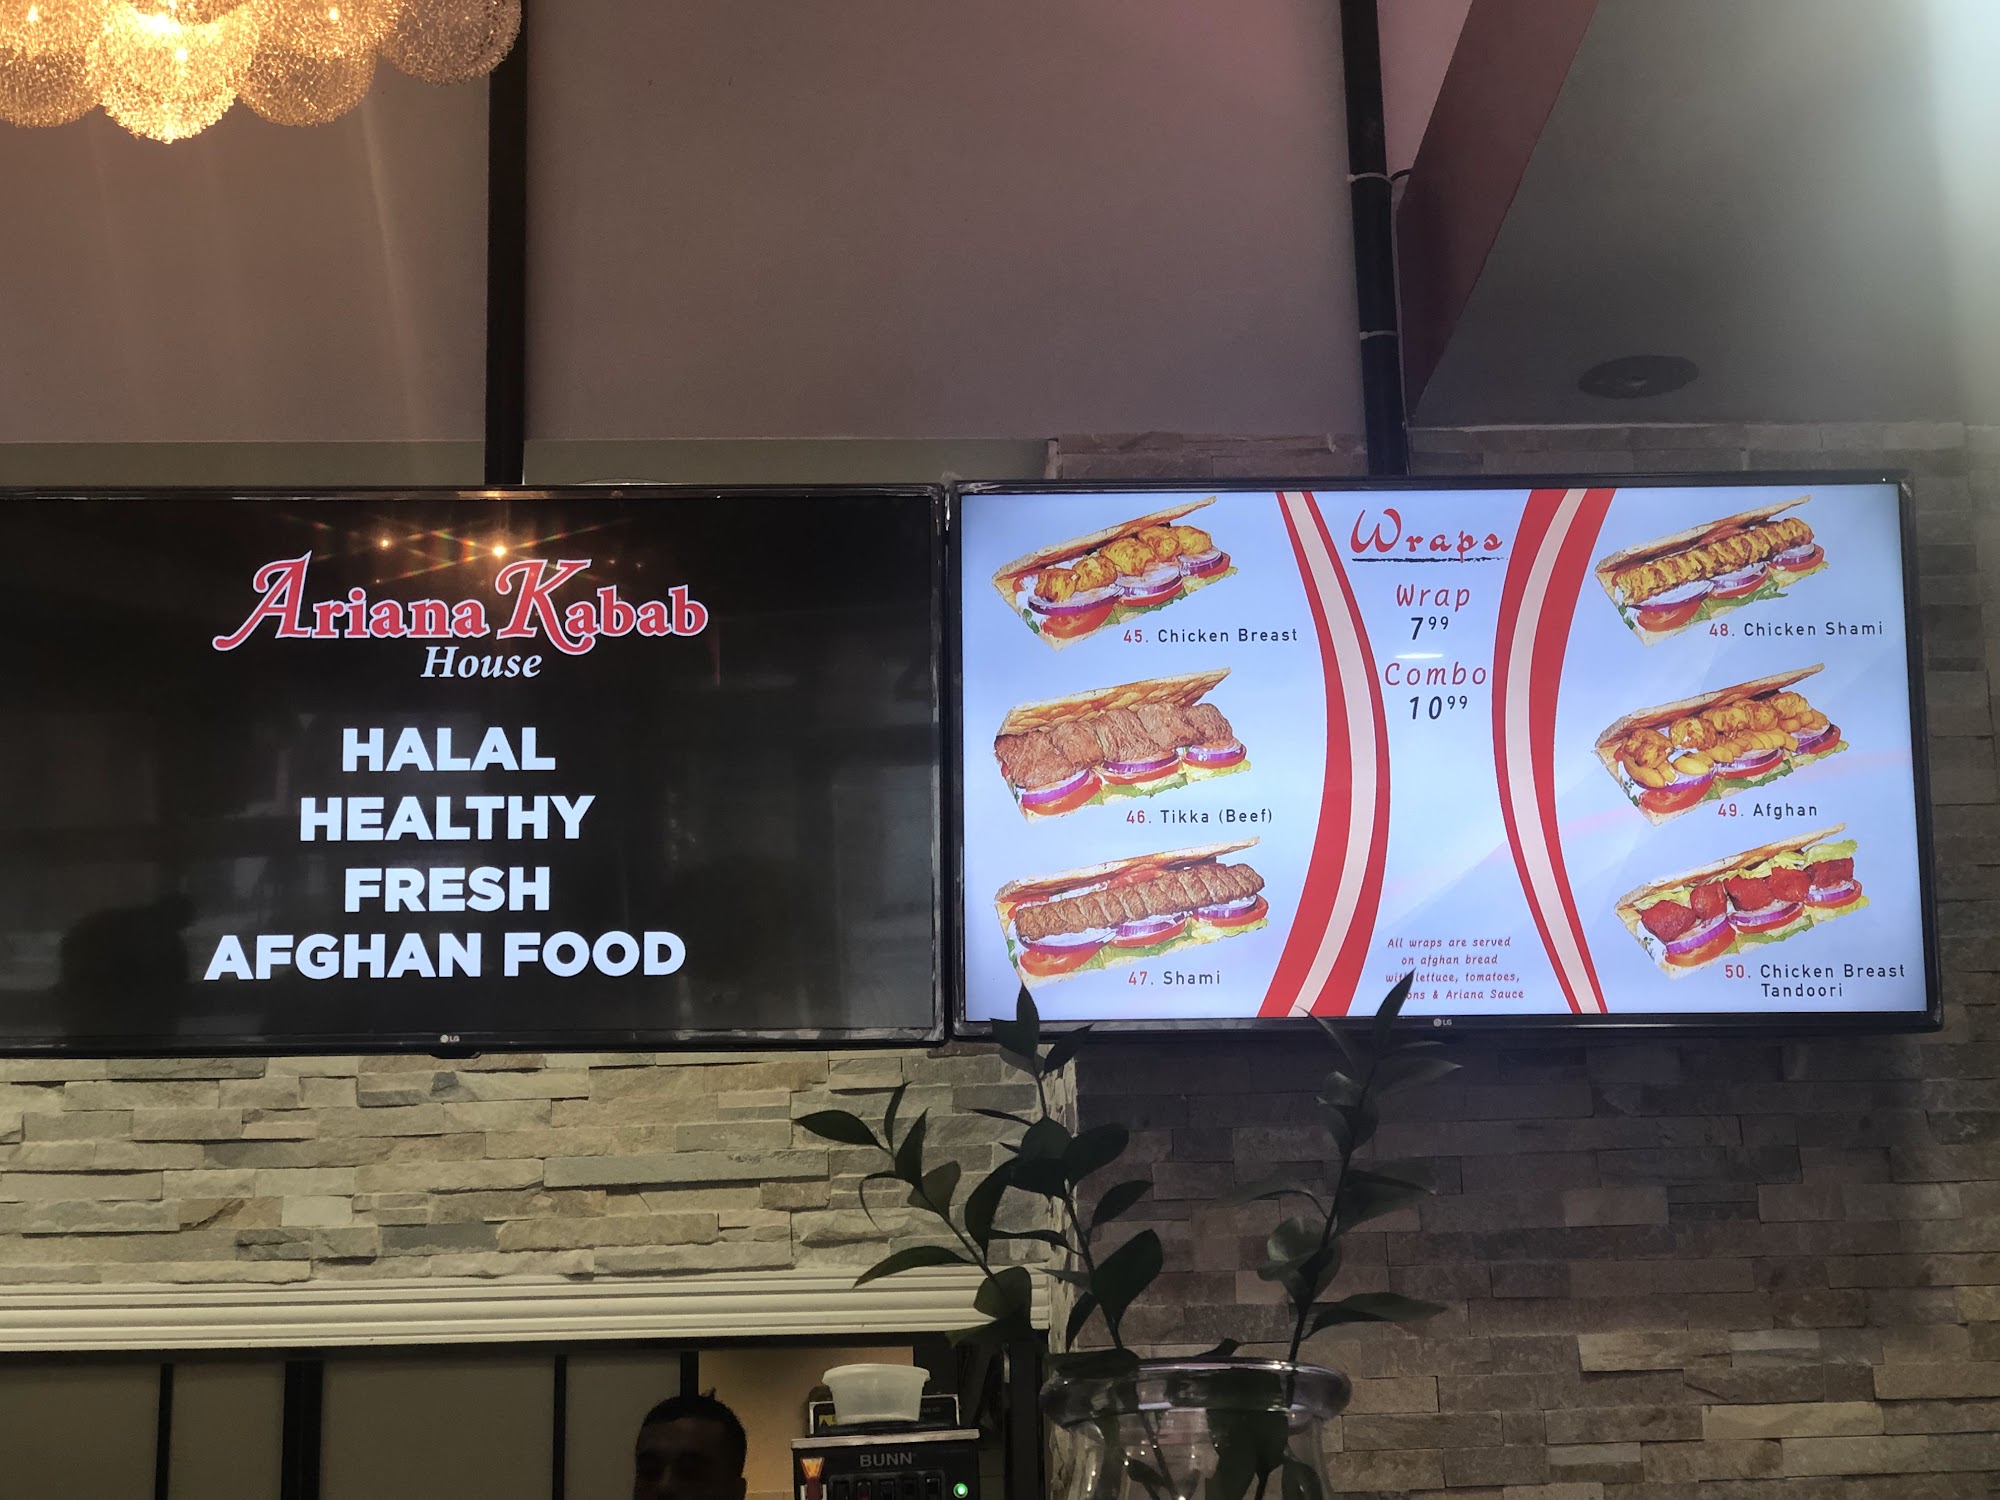 Ariana Kabab
House
HALAL
HEALTHY
FRESH
AFGHAN FOOD
LG
Wraps
Wrap
7⁹⁹
Combo
10⁹⁹
45. Chicken Breast
46. Tikka (Beef)
47. Shami
48. Chicken Shami
49. Afghan
50. Chicken Breast
Tandoori
All wraps are served
on afghan bread
lettuce, tomatoes,
& Ariana Sauce
LG
BUNN